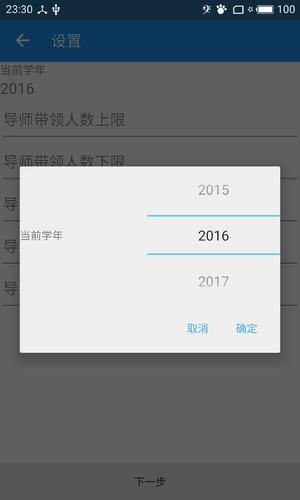 23:30
100
设置
当前学年
2016
导师带领人数上限
导师带领人数下限
2015
当前学年
2016
2017
取消
确定
下一步